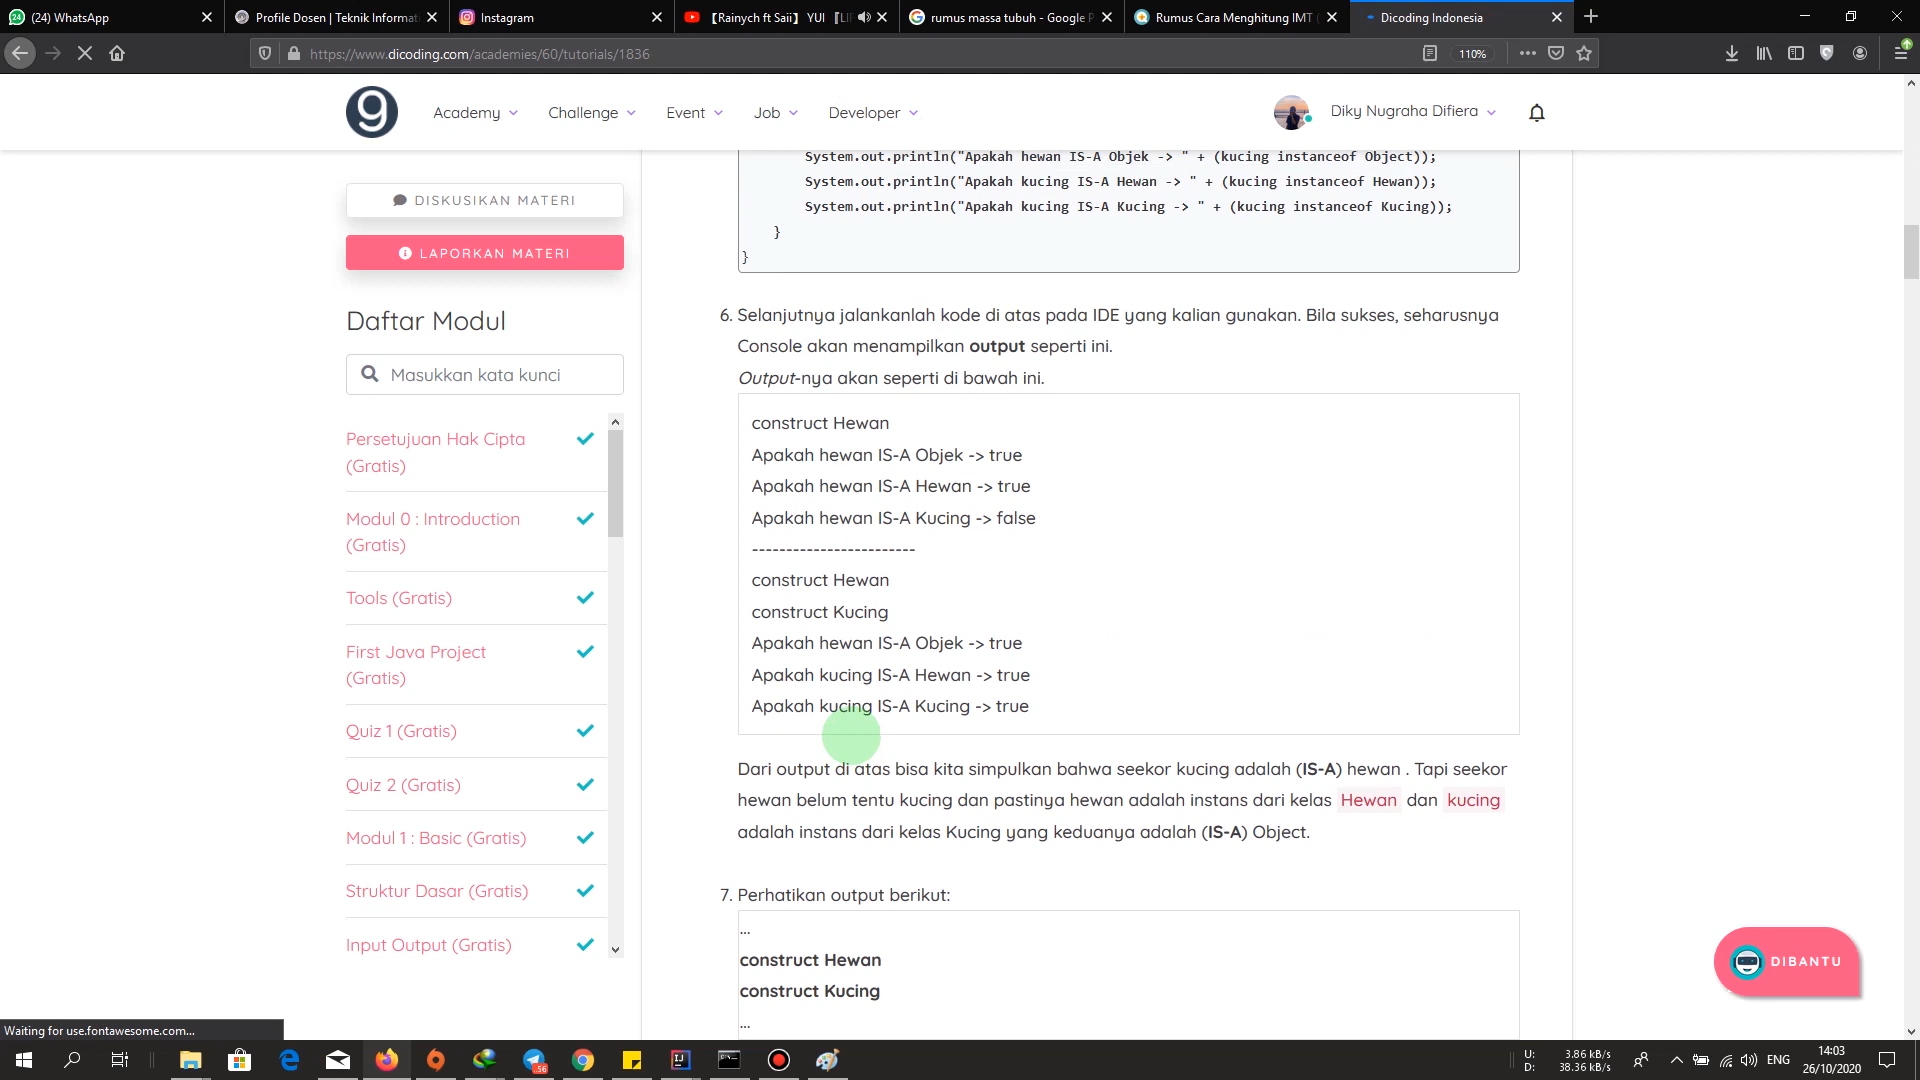 (24) WhatsApp
Profile Dosen | Teknik Informat
Instagram
【Rainych ft Saii】 YUI
rumus massa tubuh - Google P
Rumus Cara Menghitung IMT (
Dicoding Indonesia
https://www.dicoding.com/academies/60/tutorials/1836
110%
Academy
Challenge
Event
Job
Developer
Diky Nugraha Difiera
DISKUSIKAN MATERI
LAPORKAN MATERI
Daftar Modul
Masukkan kata kunci
Persetujuan Hak Cipta
(Gratis)
Modul 0 : Introduction
(Gratis)
Tools (Gratis)
First Java Project
(Gratis)
Quiz 1 (Gratis)
Quiz 2 (Gratis)
Modul 1 : Basic (Gratis)
Struktur Dasar (Gratis)
Input Output (Gratis)
System.out.println("Apakah hewan IS-A Objek -> " + (kucing instanceof Object));
System.out.println("Apakah kucing IS-A Hewan -> " + (kucing instanceof Hewan));
System.out.println("Apakah kucing IS-A Kucing -> " + (kucing instanceof Kucing));
}
}
6. Selanjutnya jalankanlah kode di atas pada IDE yang kalian gunakan. Bila sukses, seharusnya
Console akan menampilkan output seperti ini.
Output-nya akan seperti di bawah ini.
construct Hewan
Apakah hewan IS-A Objek -> true
Apakah hewan IS-A Hewan -> true
Apakah hewan IS-A Kucing -> false
------------------------
construct Hewan
construct Kucing
Apakah hewan IS-A Objek -> true
Apakah kucing IS-A Hewan -> true
Apakah kucing IS-A Kucing -> true
Dari output di atas bisa kita simpulkan bahwa seekor kucing adalah (IS-A) hewan . Tapi seekor
hewan belum tentu kucing dan pastinya hewan adalah instans dari kelas Hewan dan kucing
adalah instans dari kelas Kucing yang keduanya adalah (IS-A) Object.
7. Perhatikan output berikut:
...
construct Hewan
construct Kucing
...
DIBANTU
Waiting for use.fontawesome.com...
56
U: 3.86 kB/s
D: 38.36 kB/s
ENG
14:03
26/10/2020